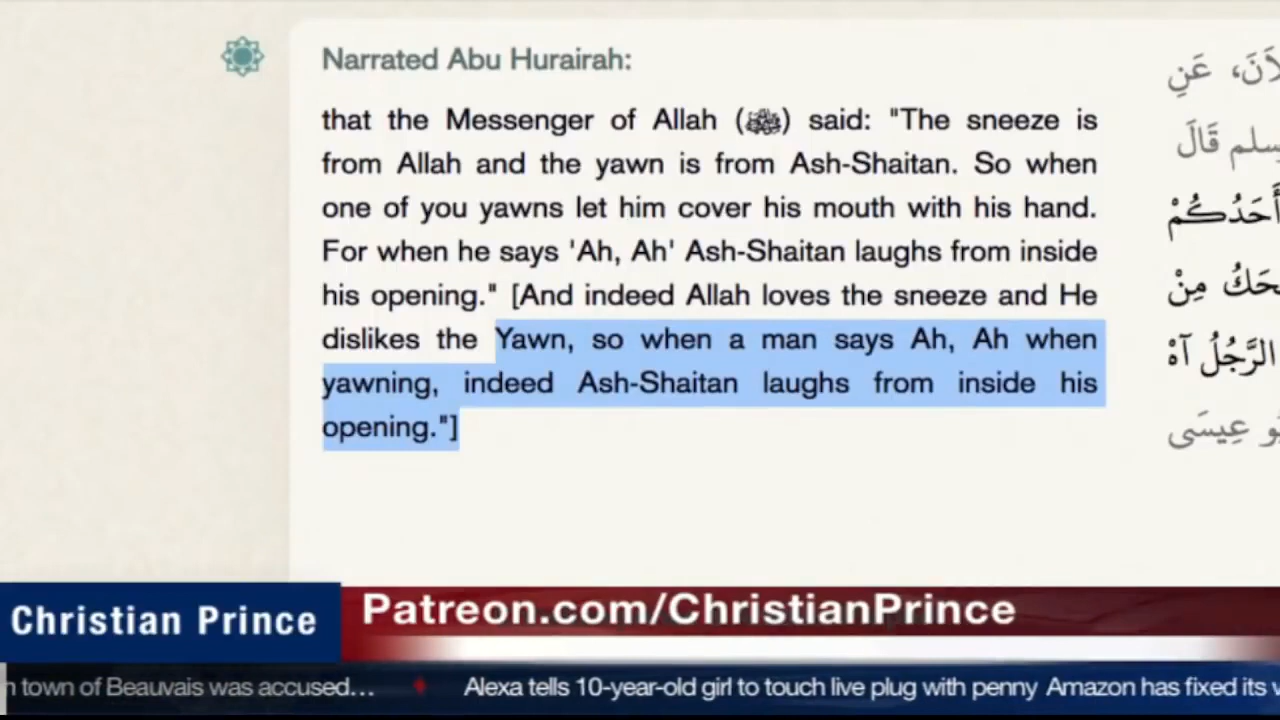 Narrated Abu Hurairah:
that the Messenger of Allah (ﷺ) said: "The sneeze is
from Allah and the yawn is from Ash-Shaitan. So when
one of you yawns let him cover his mouth with his hand.
For when he says 'Ah, Ah' Ash-Shaitan laughs from inside
his opening." [And indeed Allah loves the sneeze and He
dislikes the Yawn, so when a man says Ah, Ah when
yawning, indeed Ash-Shaitan laughs from inside his
opening."]
عَنِ
قَالَ
أَحَدُكُمْ
مِنْ
الرَّجُلُ آهْ
عِيسَى
Christian Prince
Patreon.com/ChristianPrince
n town of Beauvais was accused... Alexa tells 10-year-old girl to touch live plug with penny Amazon has fixed its